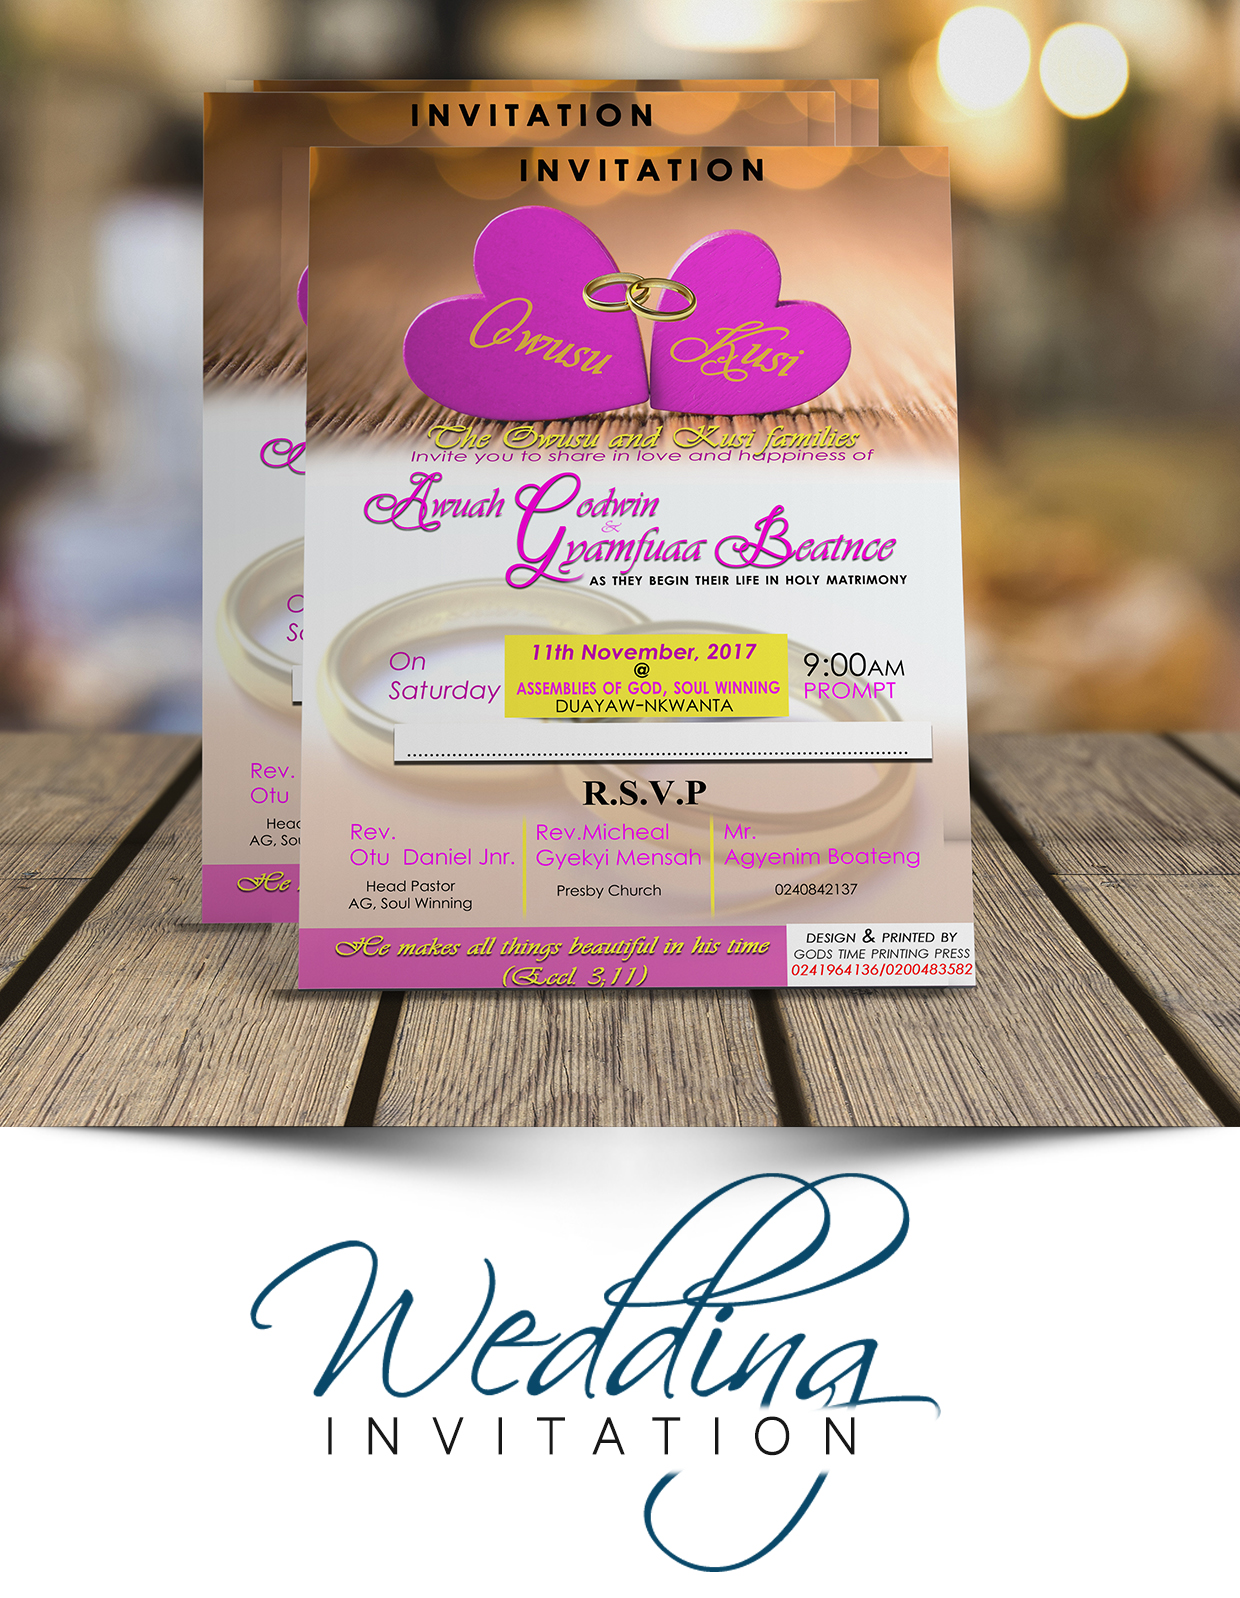 INVITATION
INVITATION
Owusu
Kusi
The Owusu and Kusi families
Invite you to share in love and happiness of
Awuah Godwin
&
Gyamfuaa Beatnce
AS THEY BEGIN THEIR LIFE IN HOLY MATRIMONY
On
Saturday
11th November, 2017
@
ASSEMBLIES OF GOD, SOUL WINNING
DUAYAW-NKWANTA
9:00AM
PROMPT
R.S.V.P
Rev.
Otu Daniel Jnr.
Head Pastor
AG, Soul Winning
Rev.Micheal
Gyekyi Mensah
Presby Church
Mr.
Agyenim Boateng
0240842137
He makes all things beautiful in his time
(Eccl. 3;11)
DESIGN & PRINTED BY
GODS TIME PRINTING PRESS
0241964136/0200483582
Rev.
Otu
AG, Sou
He
Wedding
INVITATION